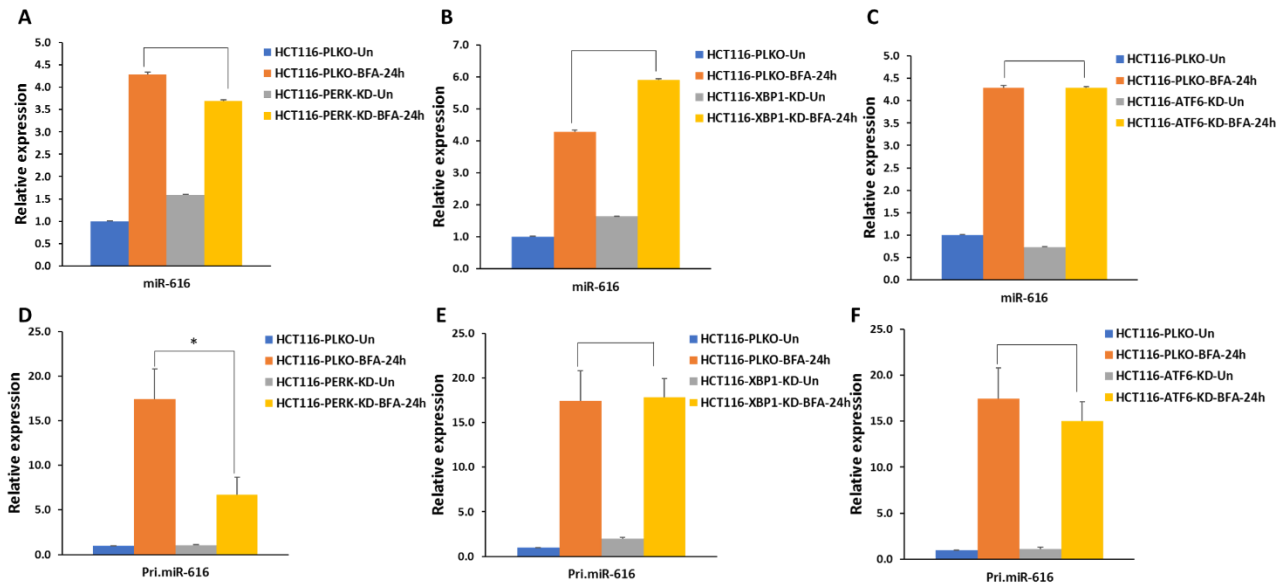 A
Relative expression
5.0
4.5
4.0
3.5
3.0
2.5
2.0
1.5
1.0
0.5
0.0
miR-616
HCT116-PLKO-Un
HCT116-PLKO-BFA-24h
HCT116-PERK-KD-Un
HCT116-PERK-KD-BFA-24h
B
Relative expression
7.0
6.0
5.0
4.0
3.0
2.0
1.0
0.0
miR-616
HCT116-PLKO-Un
HCT116-PLKO-BFA-24h
HCT116-XBP1-KD-Un
HCT116-XBP1-KD-BFA-24h
C
Relative expression
5.0
4.5
4.0
3.5
3.0
2.5
2.0
1.5
1.0
0.5
0.0
miR-616
HCT116-PLKO-Un
HCT116-PLKO-BFA-24h
HCT116-ATF6-KD-Un
HCT116-ATF6-KD-BFA-24h
D
Relative expression
25.0
20.0
15.0
10.0
5.0
0.0
*
Pri.miR-616
HCT116-PLKO-Un
HCT116-PLKO-BFA-24h
HCT116-PERK-KD-Un
HCT116-PERK-KD-BFA-24h
E
Relative expression
25.0
20.0
15.0
10.0
5.0
0.0
Pri.miR-616
HCT116-PLKO-Un
HCT116-PLKO-BFA-24h
HCT116-XBP1-KD-Un
HCT116-XBP1-KD-BFA-24h
F
Relative expression
25.0
20.0
15.0
10.0
5.0
0.0
Pri.miR-616
HCT116-PLKO-Un
HCT116-PLKO-BFA-24h
HCT116-ATF6-KD-Un
HCT116-ATF6-KD-BFA-24h